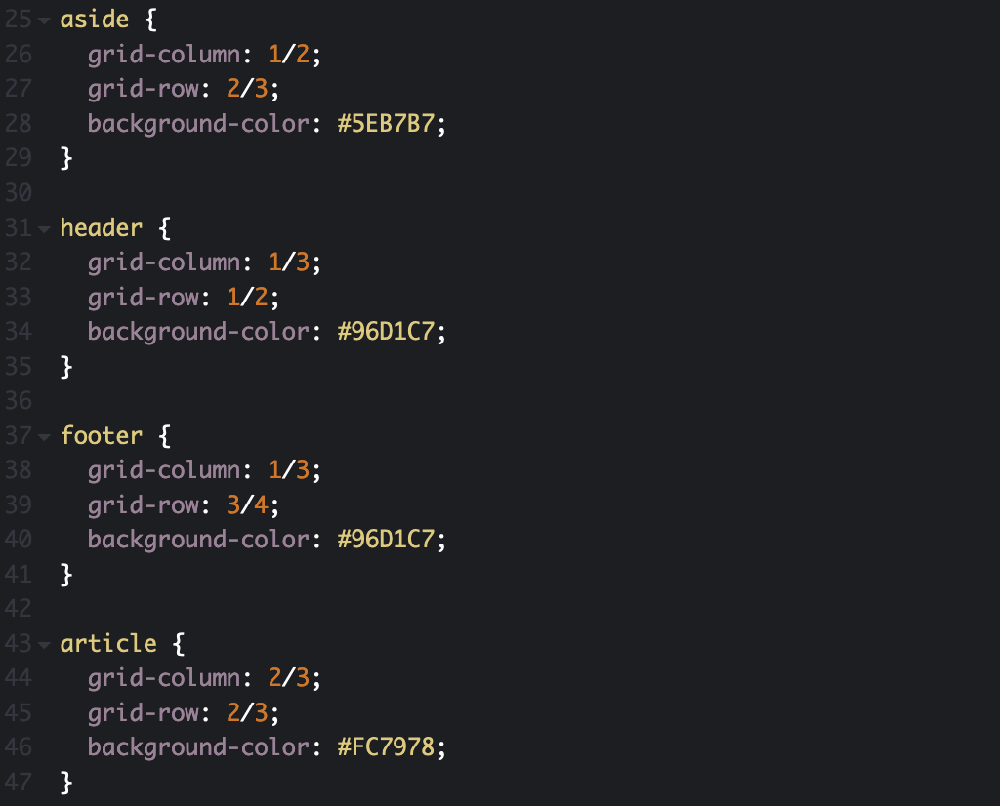 25 aside {
26 grid-column: 1/2;
27 grid-row: 2/3;
28 background-color: #5EB7B7;
29 }
30
31 header {
32 grid-column: 1/3;
33 grid-row: 1/2;
34 background-color: #96D1C7;
35 }
36
37 footer {
38 grid-column: 1/3;
39 grid-row: 3/4;
40 background-color: #96D1C7;
41 }
42
43 article {
44 grid-column: 2/3;
45 grid-row: 2/3;
46 background-color: #FC7978;
47 }